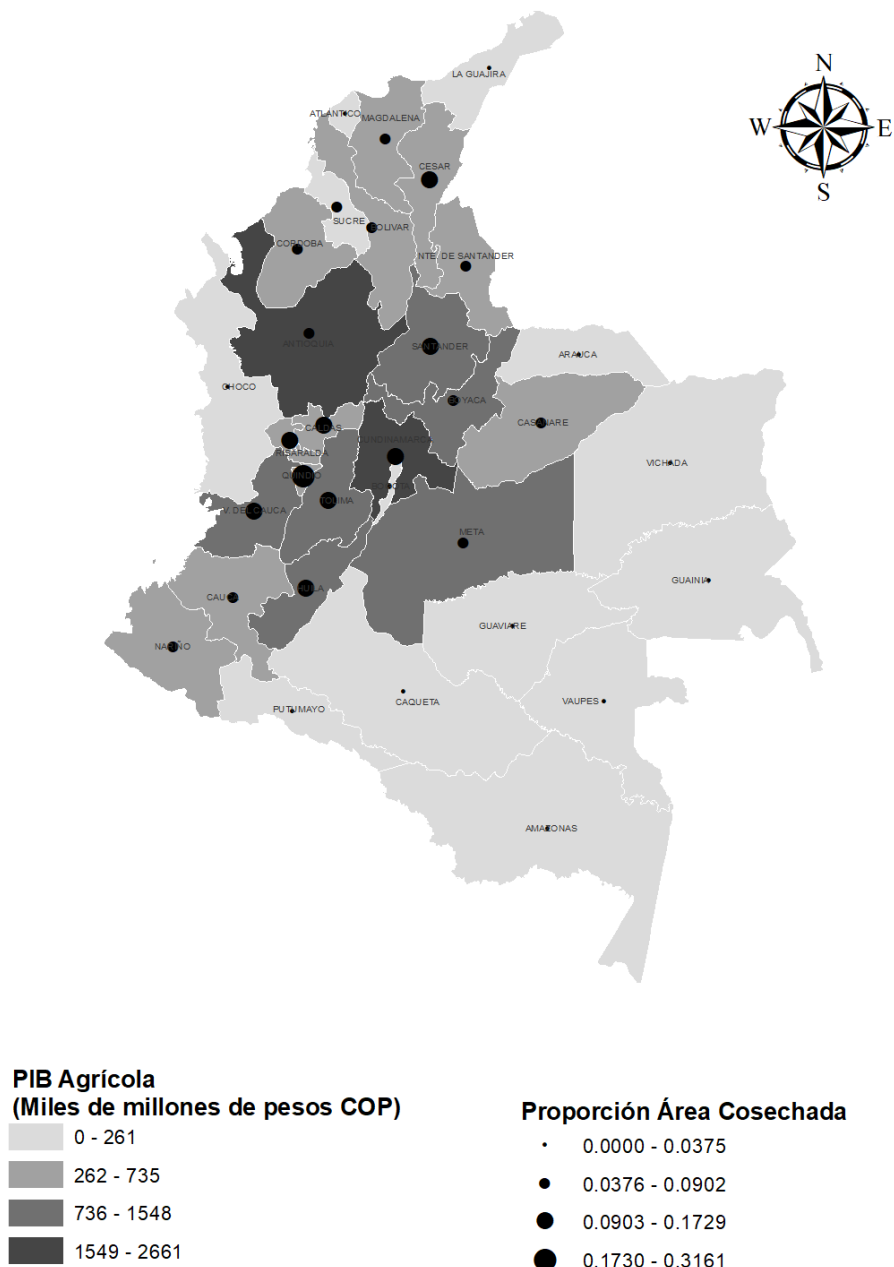 LA GUAJIRA
N
W
E
S
ATLANTICO
MAGDALENA
CESAR
SUCRE
BOLIVAR
CORDOBA
NTE. DE SANTANDER
ANTIOQUIA
SANTANDER
ARAUCA
CHOCO
BOYACA
CASANARE
CALDAS
CUNDINAMARCA
RISARALDA
VICHADA
QUINDIO
BOGOTA
TOLIMA
V. DEL CAUCA
META
GUAINIA
HUILA
CAUCA
GUAVIARE
NARIÑO
CAQUETA
VAUPES
PUTUMAYO
AMAZONAS
PIB Agrícola
(Miles de millones de pesos COP)
0 - 261
262 - 735
736 - 1548
1549 - 2661
Proporción Área Cosechada
0.0000 - 0.0375
0.0376 - 0.0902
0.0903 - 0.1729
0.1730 - 0.3161